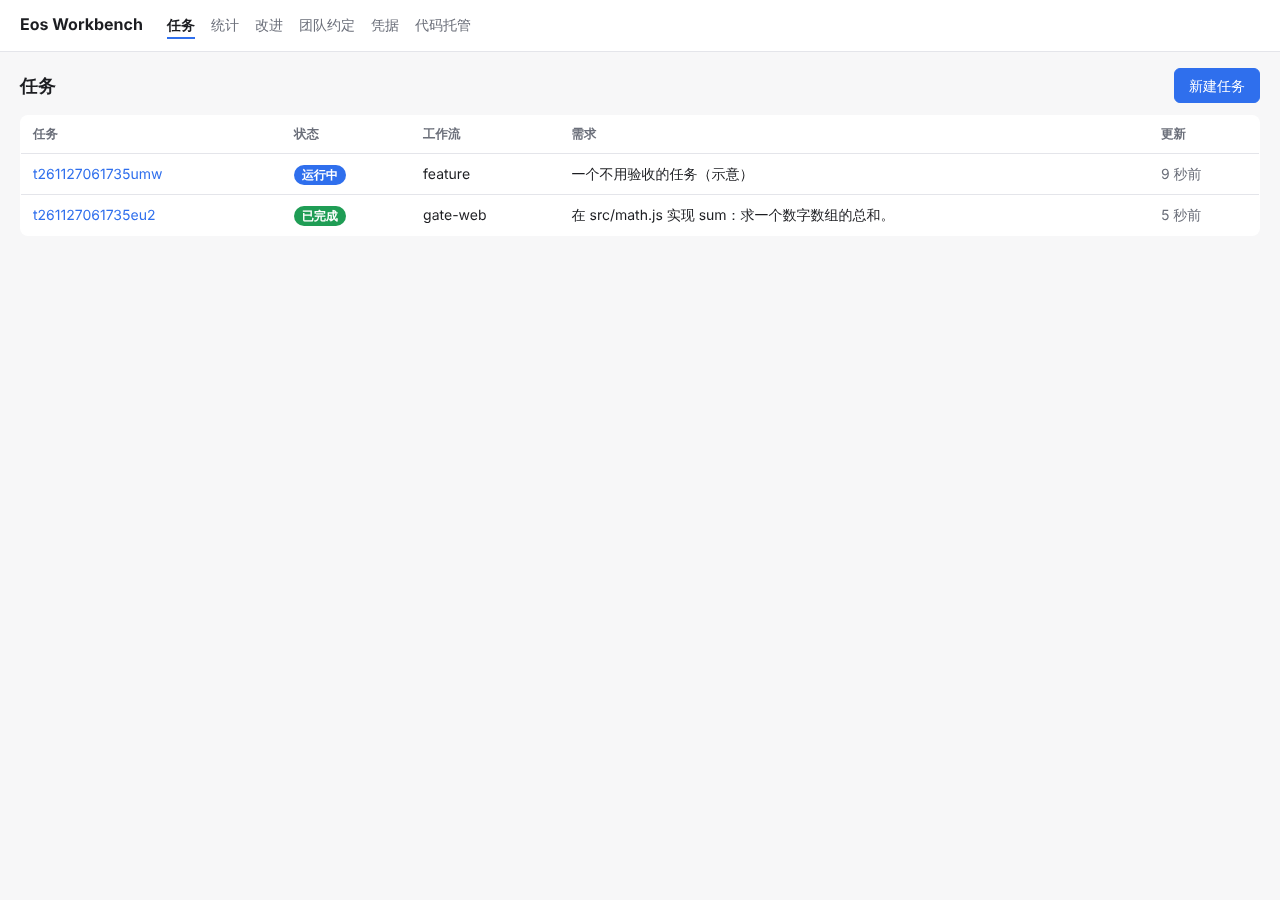 Eos Workbench 任务 统计 改进 团队约定 凭据 代码托管
任务 新建任务
任务 状态 工作流 需求 更新
t261127061735umw 运行中 feature 一个不用验收的任务（示意） 9 秒前
t261127061735eu2 已完成 gate-web 在 src/math.js 实现 sum：求一个数字数组的总和。 5 秒前